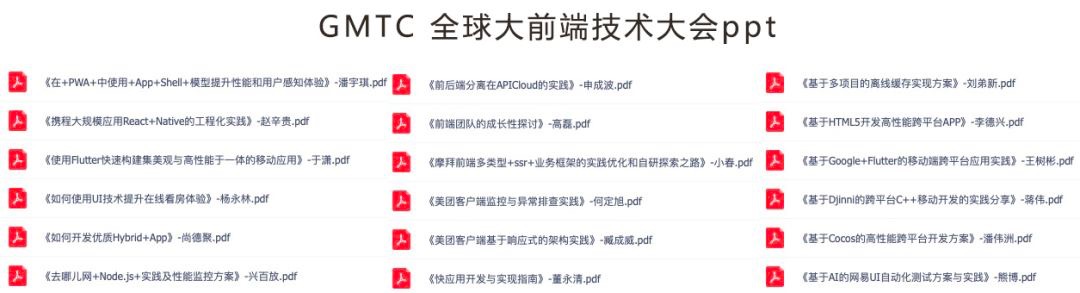 GMTC 全球大前端技术大会ppt
《在+PWA+中使用+App+Shell+模型提升性能和用户感知体验》-潘宇琪.pdf
《携程大规模应用React+Native的工程化实践》-赵辛贵.pdf
《使用Flutter快速构建集美观与高性能于一体的移动应用》-于潇.pdf
《如何使用UI技术提升在线看房体验》-杨永林.pdf
《如何开发优质Hybrid+App》-尚德聚.pdf
《去哪儿网+Node.js+实践及性能监控方案》-兴百放.pdf
《前后端分离在APICloud的实践》-申成波.pdf
《前端团队的成长性探讨》-高磊.pdf
《摩拜前端多类型+ssr+业务框架的实践优化和自研探索之路》-小春.pdf
《美团客户端监控与异常排查实践》-何定旭.pdf
《美团客户端基于响应式的架构实践》-臧成威.pdf
《快应用开发与实现指南》-董永清.pdf
《基于多项目的离线缓存实现方案》-刘弟新.pdf
《基于HTML5开发高性能跨平台APP》-李德兴.pdf
《基于Google+Flutter的移动端跨平台应用实践》-王树彬.pdf
《基于Djinni的跨平台C++移动开发的实践分享》-蒋伟.pdf
《基于Cocos的高性能跨平台开发方案》-潘伟洲.pdf
《基于AI的网易UI自动化测试方案与实践》-熊博.pdf